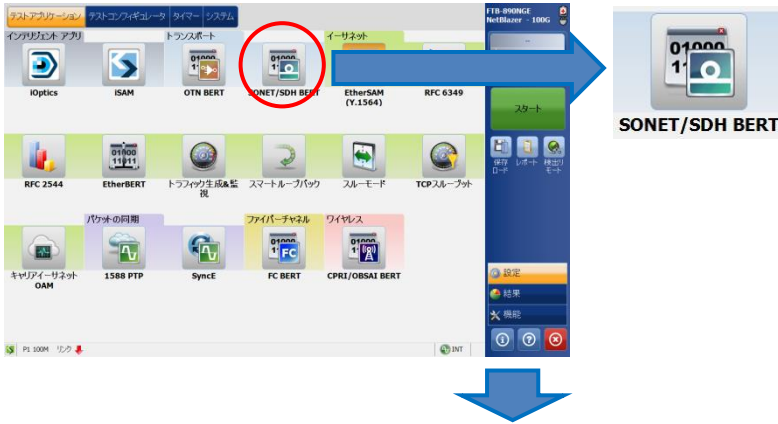 テストアプリケーション テストコンフィギュレータ タイマー システム
FTB-890NGE
NetBlazer - 100G
インテリジェント アプリ トランスポート イーサネット
iOptics iSAM OTN BERT SONET/SDH BERT EtherSAM (Y.1564) RFC 6349
SONET/SDH BERT
スタート
保存 ロード レポート 検出リモート
RFC 2544 EtherBERT トラフィック生成&監視 スマートループバック スルーモード TCPスループット
パケットの同期 ファイバーチャネル ワイヤレス
FC
キャリアイーサネット OAM 1588 PTP SyncE FC BERT CPRI/OBSAI BERT
設定
結果
機能
P1 100M リンク INT